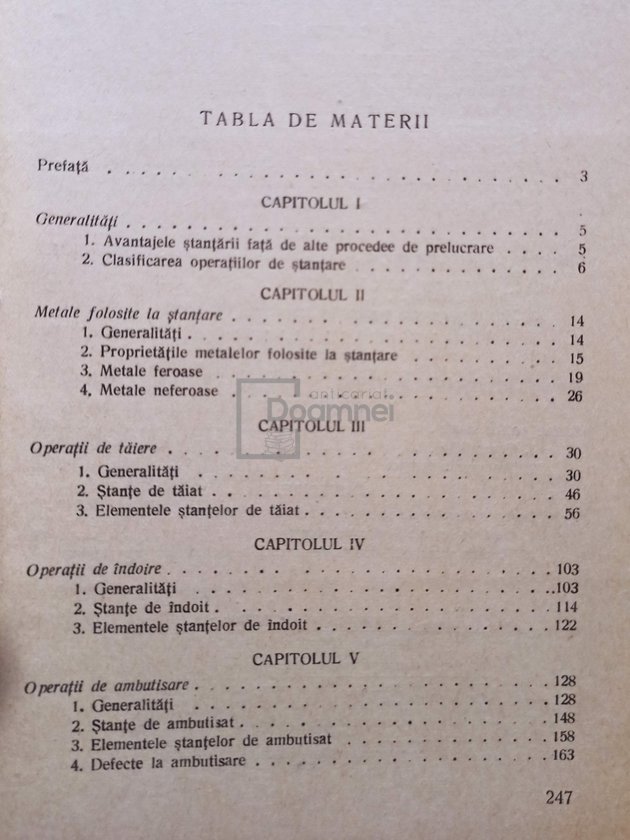 TABLA DE MATERII
Prefață . . . . . . . . . . . . . . . . . . . . . . . . 3
CAPITOLUL I
Generalități . . . . . . . . . . . . . . . . . . . . . . 5
1. Avantajele ștanțării față de alte procedee de prelucrare . . . . 5
2. Clasificarea operațiilor de ștanțare . . . . . . . . . . . . 6
CAPITOLUL II
Metale folosite la ștanțare . . . . . . . . . . . . . . . . 14
1. Generalități . . . . . . . . . . . . . . . . . . . . 14
2. Proprietățile metalelor folosite la ștanțare . . . . . . . . 15
3. Metale feroase . . . . . . . . . . . . . . . . . . . 19
4. Metale neferoase . . . . . . . . . . . . . . . . . . 26
anticariat
Doamnei
CAPITOLUL III
Operații de tăiere . . . . . . . . . . . . . . . . . . . 30
1. Generalități . . . . . . . . . . . . . . . . . . . . 30
2. Ștanțe de tăiat . . . . . . . . . . . . . . . . . . . 46
3. Elementele ștanțelor de tăiat . . . . . . . . . . . . . . 56
CAPITOLUL IV
Operații de îndoire . . . . . . . . . . . . . . . . . . . 103
1. Generalități . . . . . . . . . . . . . . . . . . . . 103
2. Ștanțe de îndoit . . . . . . . . . . . . . . . . . . 114
3. Elementele ștanțelor de îndoit . . . . . . . . . . . . . 122
CAPITOLUL V
Operații de ambutisare . . . . . . . . . . . . . . . . . 128
1. Generalități . . . . . . . . . . . . . . . . . . . . 128
2. Ștanțe de ambutisat . . . . . . . . . . . . . . . . . 148
3. Elementele ștanțelor de ambutisat . . . . . . . . . . . 158
4. Defecte la ambutisare . . . . . . . . . . . . . . . . 163
247